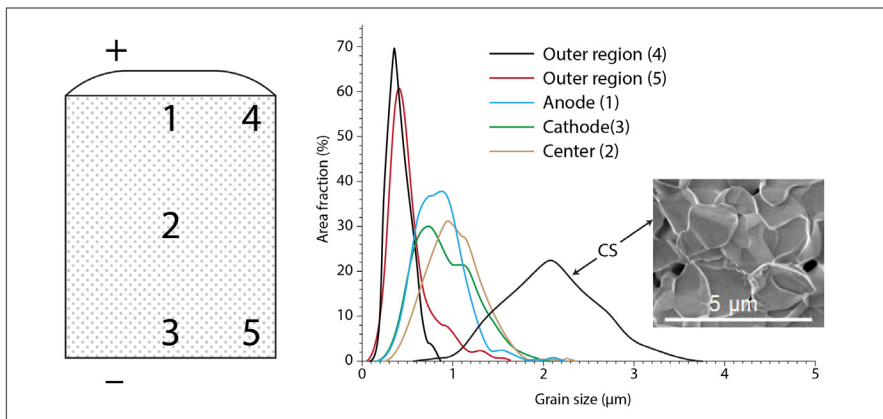 +
1
4
2
3
5
–
Area fraction (%)
70
60
50
40
30
20
10
0
0
1
2
3
4
5
Grain size (μm)
Outer region (4)
Outer region (5)
Anode (1)
Cathode(3)
Center (2)
CS
5 μm